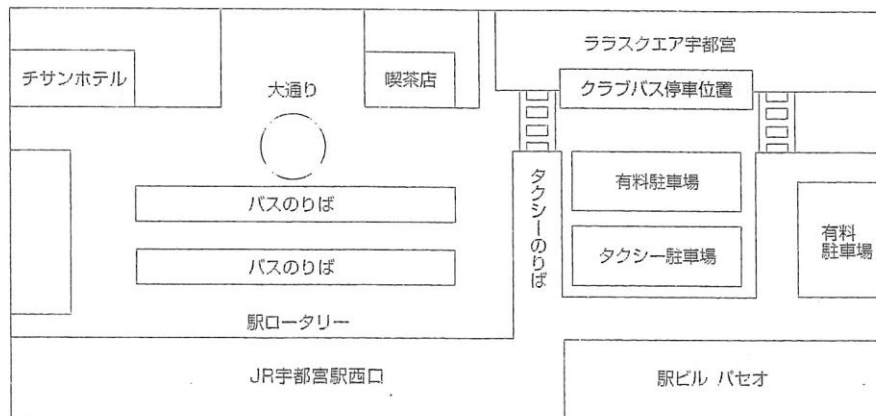 ララスクエア宇都宮
チサンホテル
喫茶店
大通り
クラブバス停車位置
バスのりば
タクシーのりば
有料駐車場
有料
駐車場
バスのりば
タクシー駐車場
駅ロータリー
JR宇都宮駅西口
駅ビル パセオ